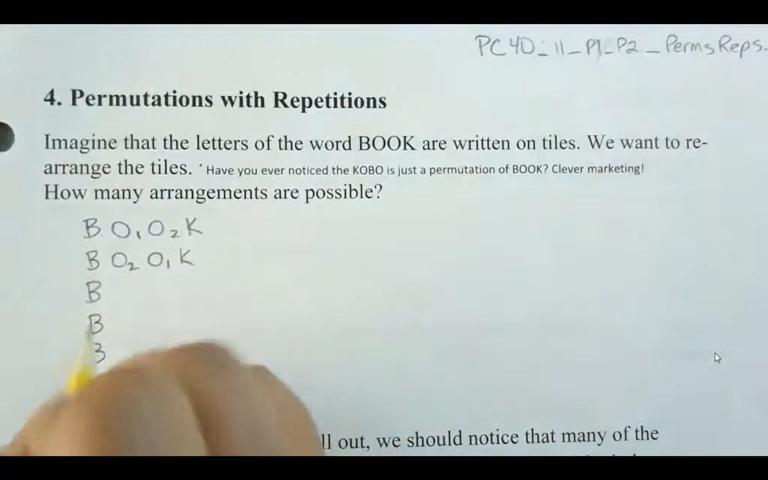 PC40_11_P1_P2_PermsReps.
4. Permutations with Repetitions
Imagine that the letters of the word BOOK are written on tiles. We want to re-
arrange the tiles. * Have you ever noticed the KOBO is just a permutation of BOOK? Clever marketing!
How many arrangements are possible?
B O₁ O₂ K
B O₂ O₁ K
B
B
B
ll out, we should notice that many of the